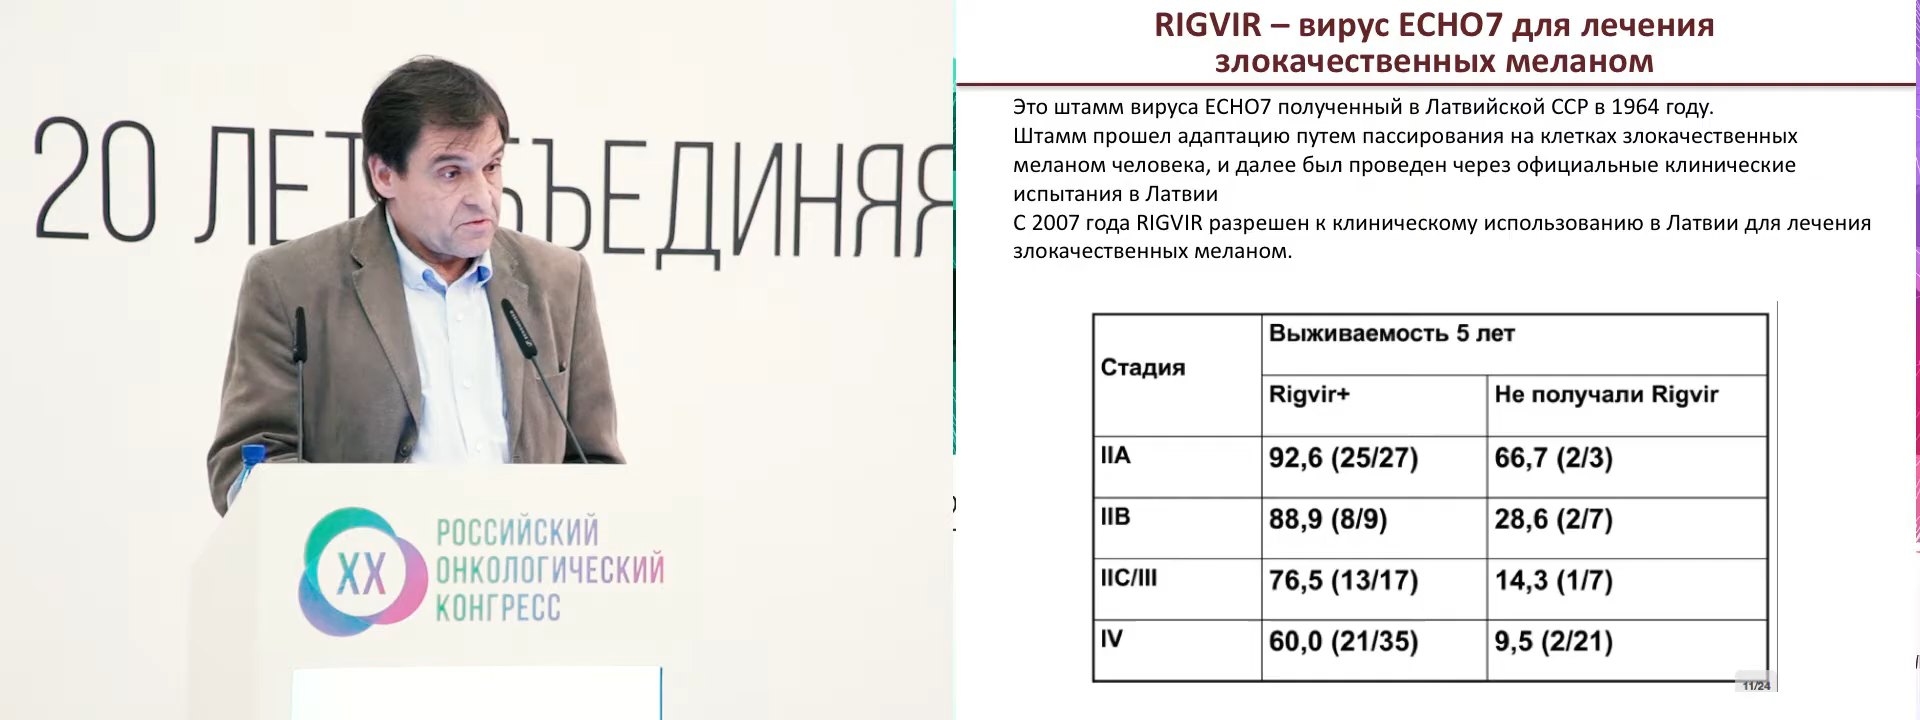 20 ЛЕТ ОБЪЕДИНЯЯ
XX
РОССИЙСКИЙ
ОНКОЛОГИЧЕСКИЙ
КОНГРЕСС
RIGVIR – вирус ECHO7 для лечения
злокачественных меланом
Это штамм вируса ECHO7 полученный в Латвийской ССР в 1964 году.
Штамм прошел адаптацию путем пассирования на клетках злокачественных
меланом человека, и далее был проведен через официальные клинические
испытания в Латвии
С 2007 года RIGVIR разрешен к клиническому использованию в Латвии для лечения
злокачественных меланом.
Стадия
Выживаемость 5 лет
Rigvir+ Не получали Rigvir
IIA 92,6 (25/27) 66,7 (2/3)
IIB 88,9 (8/9) 28,6 (2/7)
IIC/III 76,5 (13/17) 14,3 (1/7)
IV 60,0 (21/35) 9,5 (2/21)
11/24